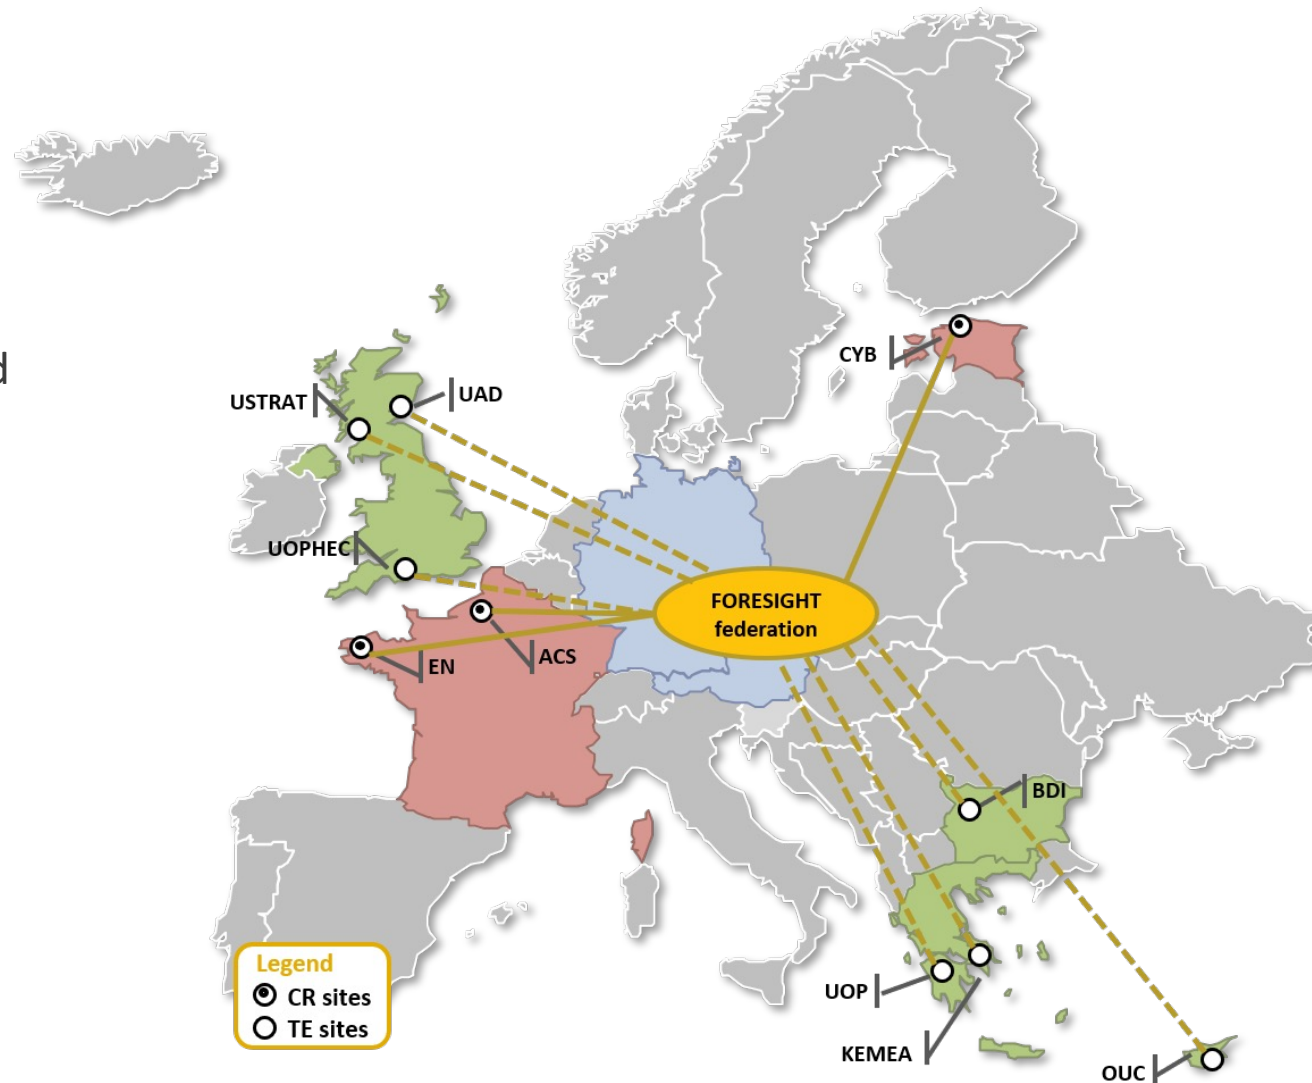 d
CYB
USTRAT
UAD
UOPHEC
FORESIGHT
federation
ACS
EN
BDI
Legend
CR sites
TE sites
UOP
KEMEA
OUC